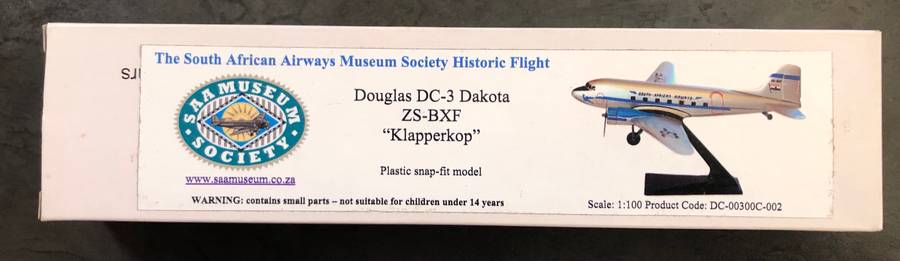 The South African Airways Museum Society Historic Flight
SAA MUSEUM
SOCIETY
www.saamuseum.co.za
Douglas DC-3 Dakota
ZS-BXF
“Klapperkop”
Plastic snap-fit model
WARNING: contains small parts – not suitable for children under 14 years
Scale: 1:100 Product Code: DC-00300C-002